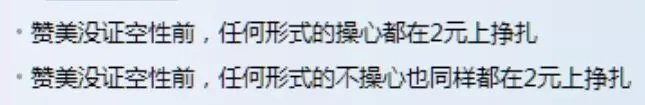 • 赞美没证空性前，任何形式的操心都在2元上挣扎
• 赞美没证空性前，任何形式的不操心也同样都在2元上挣扎